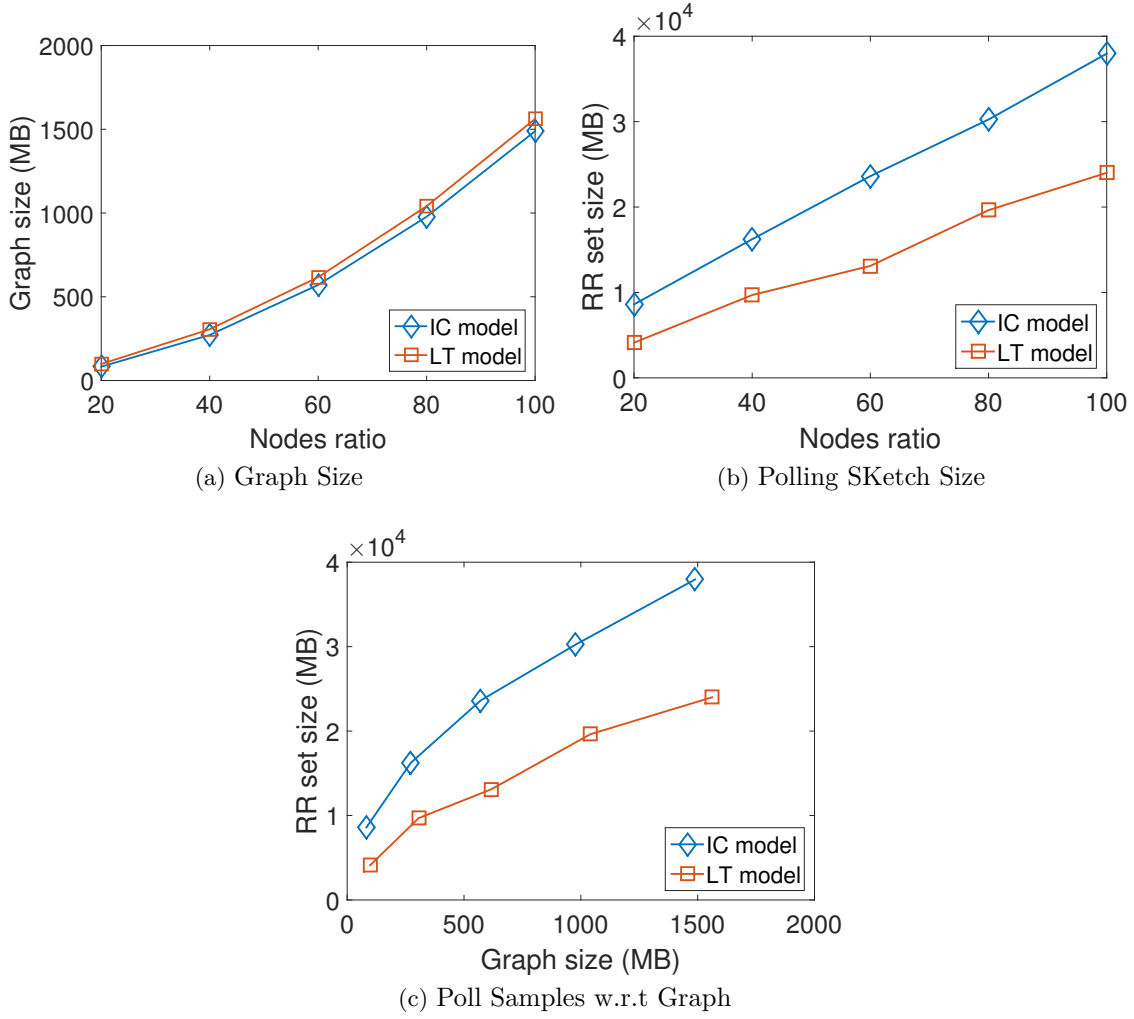 2000
1500
1000
500
0
Graph size (MB)
20 40 60 80 100
Nodes ratio
IC model
LT model
(a) Graph Size
×10^4
4
3
2
1
0
RR set size (MB)
20 40 60 80 100
Nodes ratio
IC model
LT model
(b) Polling SKetch Size
×10^4
4
3
2
1
0
RR set size (MB)
0 500 1000 1500 2000
Graph size (MB)
IC model
LT model
(c) Poll Samples w.r.t Graph